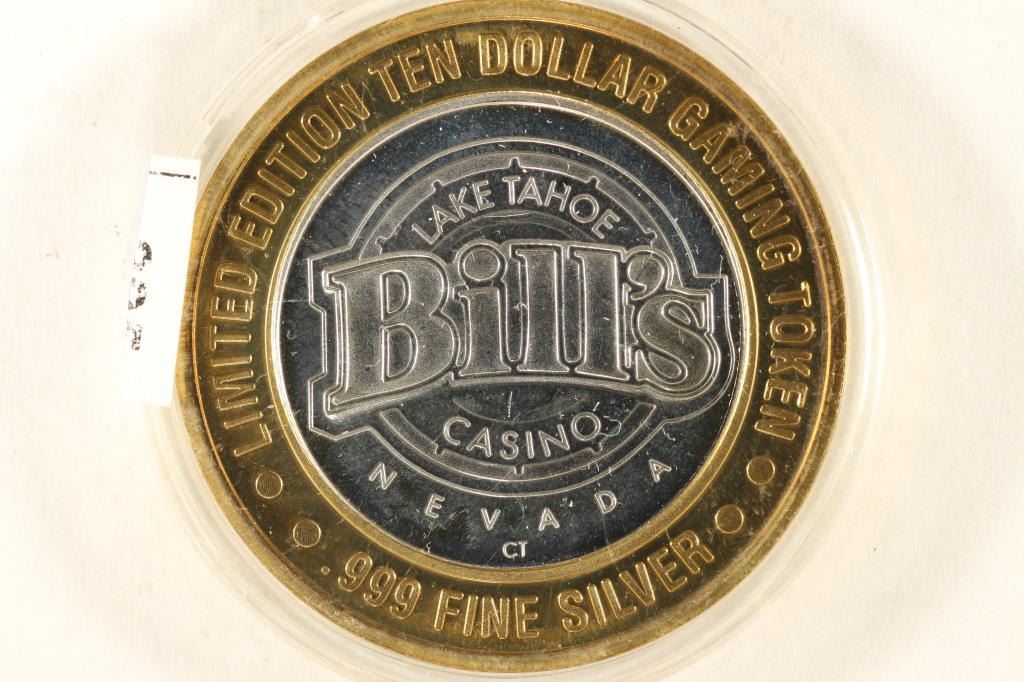 LIMITED EDITION TEN DOLLAR GAMING TOKEN
LAKE TAHOE
Bill's
CASINO
NEVADA
CT
.999 FINE SILVER